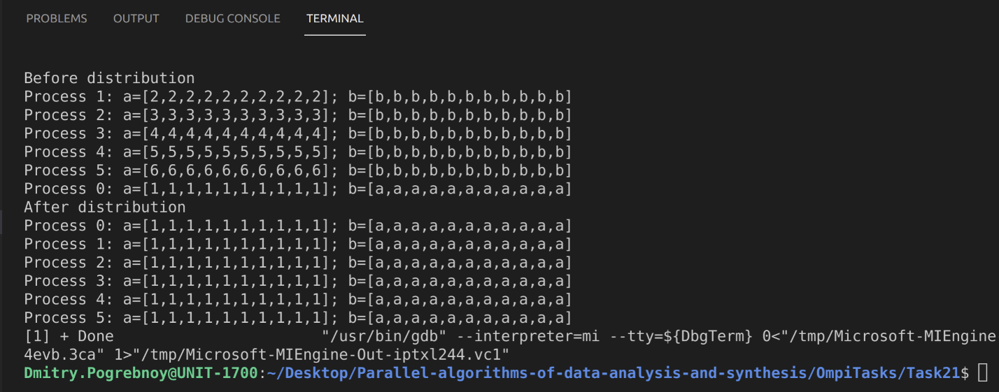 PROBLEMS OUTPUT DEBUG CONSOLE TERMINAL
Before distribution
Process 1: a=[2,2,2,2,2,2,2,2,2,2]; b=[b,b,b,b,b,b,b,b,b,b,b]
Process 2: a=[3,3,3,3,3,3,3,3,3,3]; b=[b,b,b,b,b,b,b,b,b,b,b]
Process 3: a=[4,4,4,4,4,4,4,4,4,4]; b=[b,b,b,b,b,b,b,b,b,b,b]
Process 4: a=[5,5,5,5,5,5,5,5,5,5]; b=[b,b,b,b,b,b,b,b,b,b,b]
Process 5: a=[6,6,6,6,6,6,6,6,6,6]; b=[b,b,b,b,b,b,b,b,b,b,b]
Process 0: a=[1,1,1,1,1,1,1,1,1,1]; b=[a,a,a,a,a,a,a,a,a,a,a]
After distribution
Process 0: a=[1,1,1,1,1,1,1,1,1,1]; b=[a,a,a,a,a,a,a,a,a,a,a]
Process 1: a=[1,1,1,1,1,1,1,1,1,1]; b=[a,a,a,a,a,a,a,a,a,a,a]
Process 2: a=[1,1,1,1,1,1,1,1,1,1]; b=[a,a,a,a,a,a,a,a,a,a,a]
Process 3: a=[1,1,1,1,1,1,1,1,1,1]; b=[a,a,a,a,a,a,a,a,a,a,a]
Process 4: a=[1,1,1,1,1,1,1,1,1,1]; b=[a,a,a,a,a,a,a,a,a,a,a]
Process 5: a=[1,1,1,1,1,1,1,1,1,1]; b=[a,a,a,a,a,a,a,a,a,a,a]
[1] + Done                       "/usr/bin/gdb" --interpreter=mi --tty=${DbgTerm} 0<"/tmp/Microsoft-MIEngine
4evb.3ca" 1>"/tmp/Microsoft-MIEngine-Out-iptxl244.vc1"
Dmitry.Pogrebnoy@UNIT-1700:~/Desktop/Parallel-algorithms-of-data-analysis-and-synthesis/OmpiTasks/Task21$